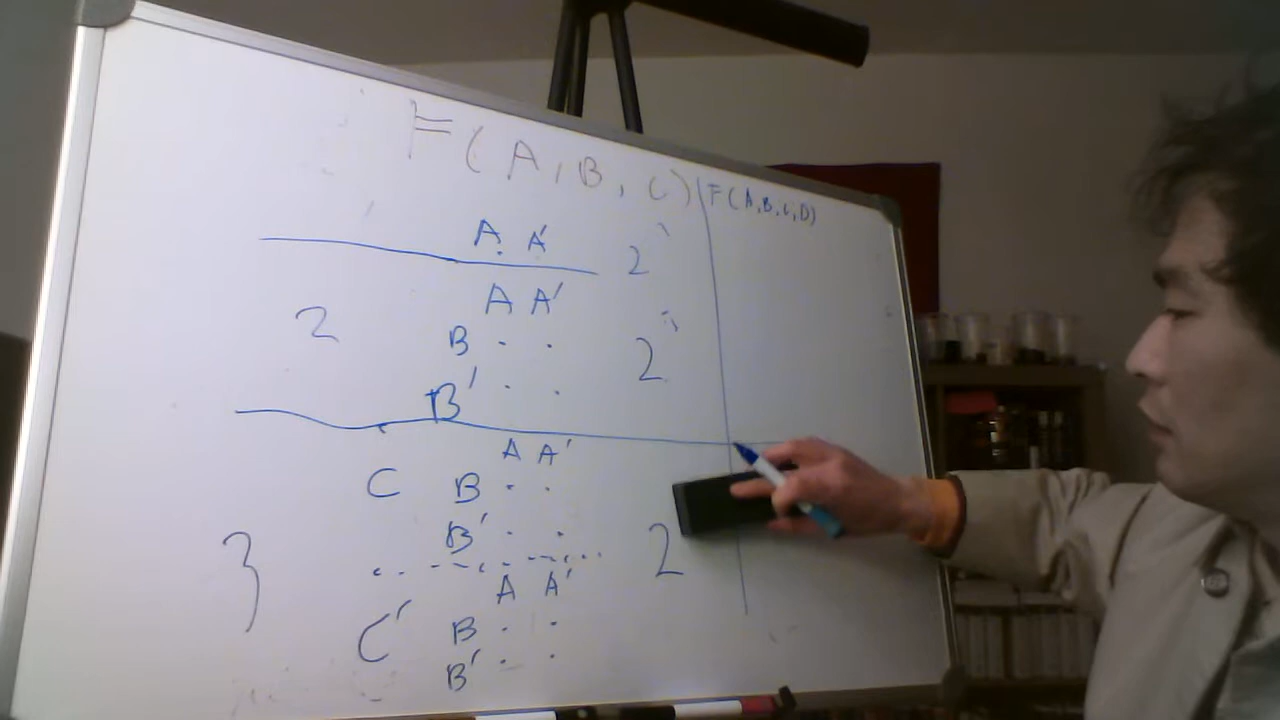 F(A,B,C) F(A,B,C,D)
A A' 2
A A'
2 B . . 2
B' . .
A A'
C B . .
B' . . 2
3
A A'
C' B . .
B' . .